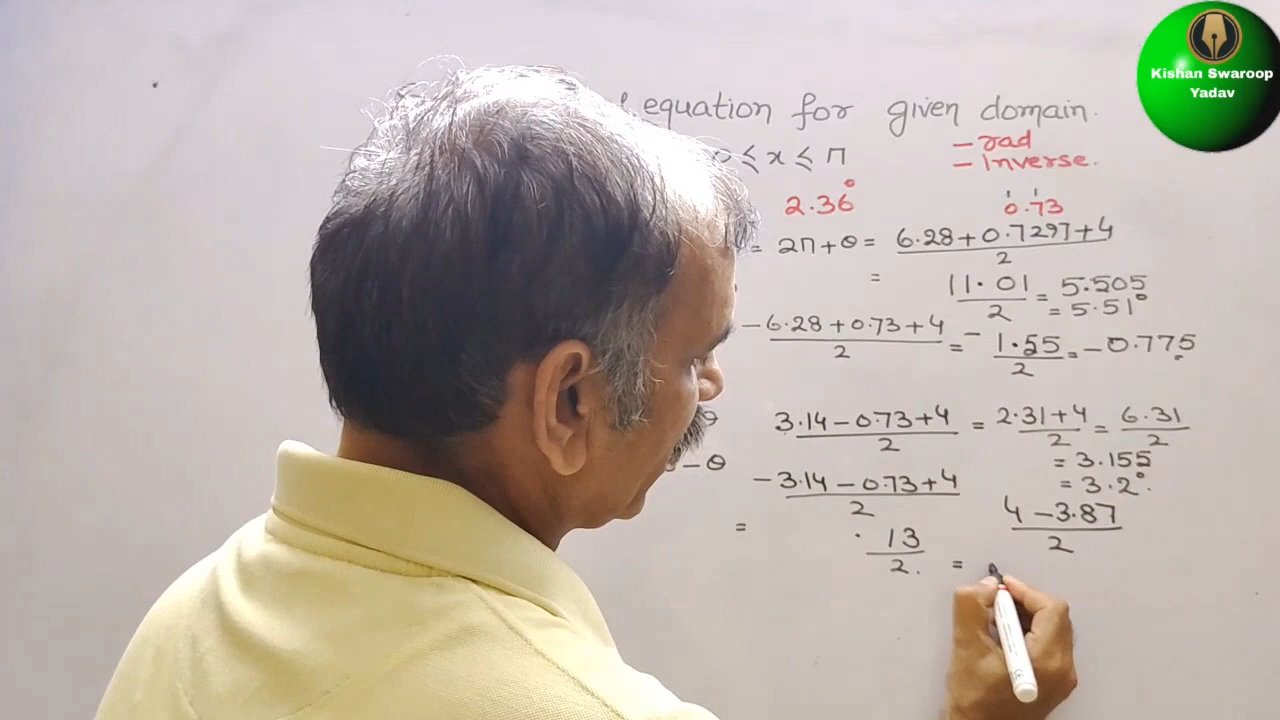 Kishan Swaroop
Yadav
equation for given domain.
⩽ x ⩽ π
- rad
- Inverse.
2.36°
0.73
= 2π+θ = 6.28+0.7297+4 / 2
= 11.01 / 2 = 5.505
= 5.51°
-6.28+0.73+4 / 2 = - 1.55 / 2 = -0.775
3.14-0.73+4 / 2 = 2.31+4 / 2 = 6.31 / 2
= 3.155
= 3.2°.
-θ -3.14-0.73+4 / 2
4-3.87 / 2
= .13 / 2. =